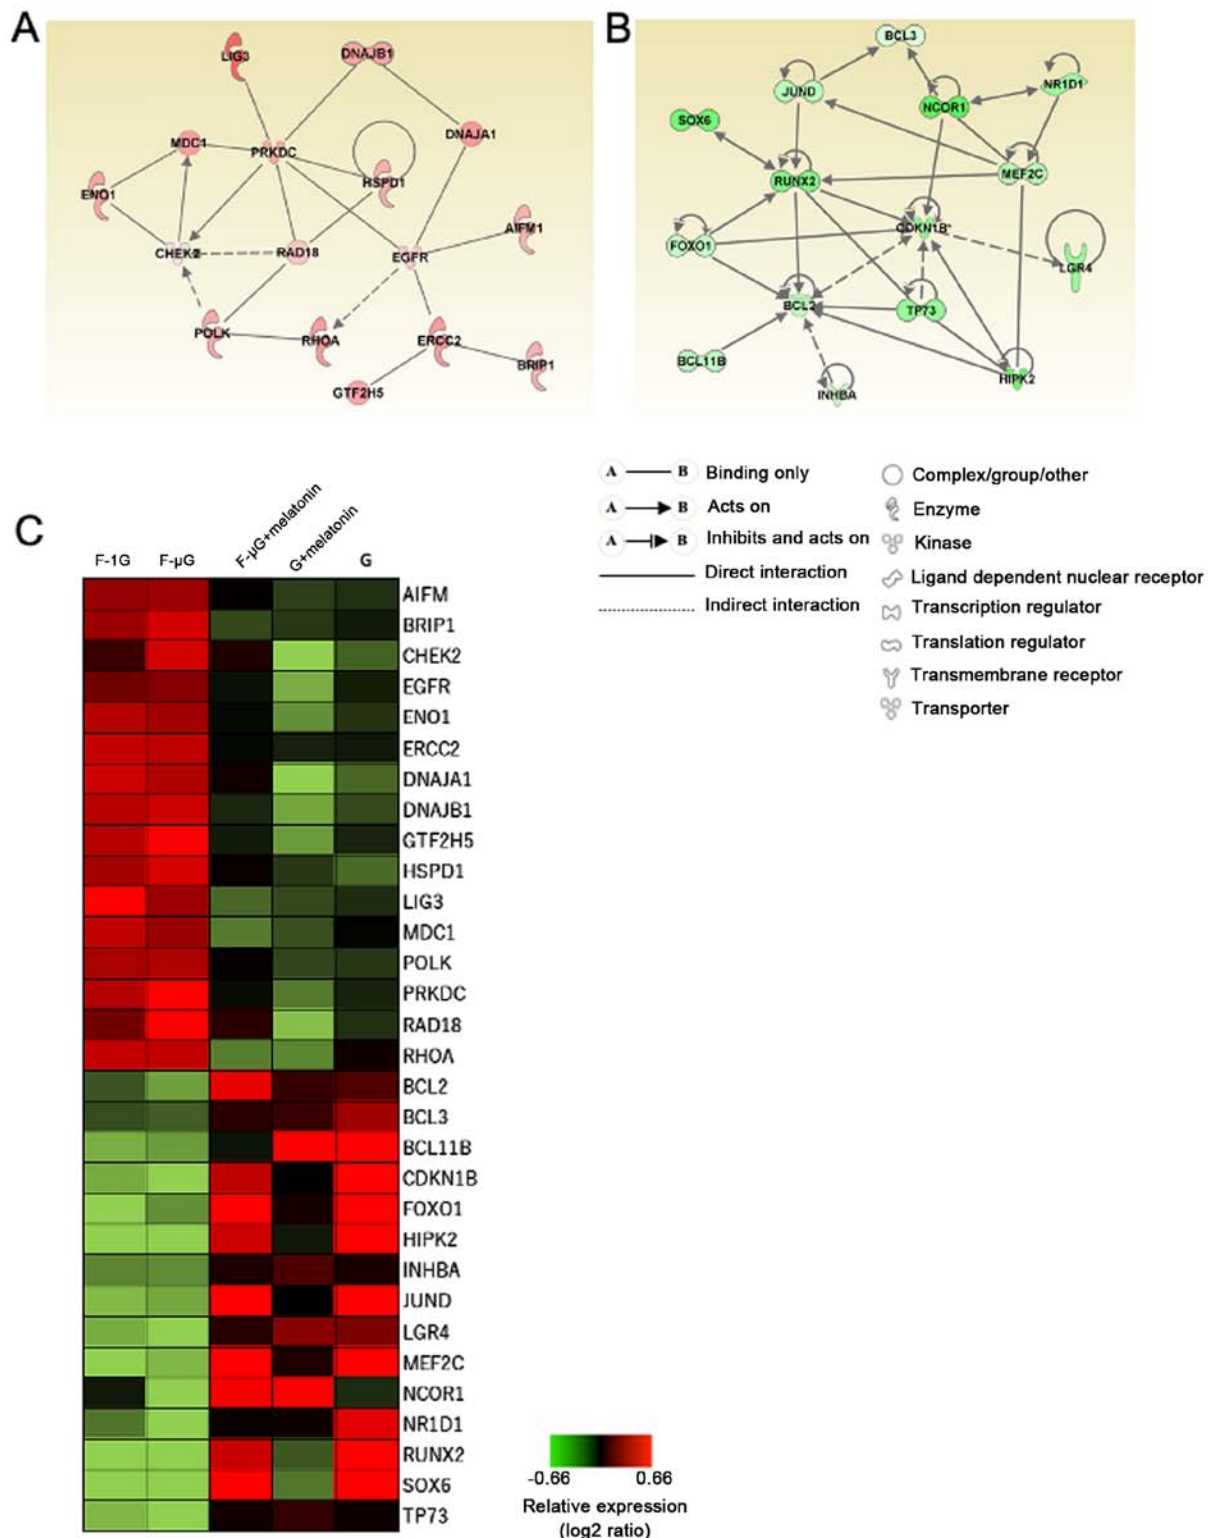 A
LIG3
DNAJB1
MDC1
PRKDC
DNAJA1
ENO1
HSPD1
AIFM1
CHEK2
RAD18
EGFR
POLK
RHOA
ERCC2
BRIP1
GTF2H5
B
BCL3
JUND
NCOR1
NR1D1
SOX6
RUNX2
MEF2C
FOXO1
CDKN1B*
LGR4
BCL2
TP73
BCL11B
HIPK2
INHBA
A B Binding only
A B Acts on
A B Inhibits and acts on
Direct interaction
Indirect interaction
Complex/group/other
Enzyme
Kinase
Ligand dependent nuclear receptor
Transcription regulator
Translation regulator
Transmembrane receptor
Transporter
C
F-1G F-µG F-µG+melatonin G+melatonin G
AIFM
BRIP1
CHEK2
EGFR
ENO1
ERCC2
DNAJA1
DNAJB1
GTF2H5
HSPD1
LIG3
MDC1
POLK
PRKDC
RAD18
RHOA
BCL2
BCL3
BCL11B
CDKN1B
FOXO1
HIPK2
INHBA
JUND
LGR4
MEF2C
NCOR1
NR1D1
RUNX2
SOX6
TP73
-0.66 0.66
Relative expression
(log2 ratio)